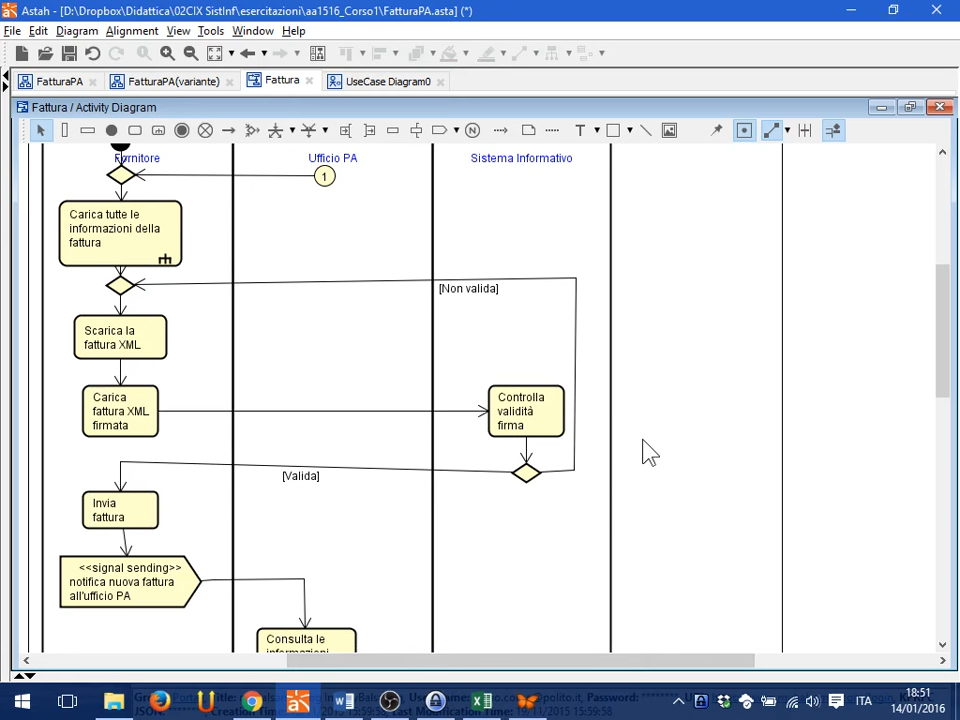 Astah - [D:\Dropbox\Didattica\02CIX SistInf\esercitazioni\aa1516_Corso1\FatturaPA.asta] (*)
File Edit Diagram Alignment View Tools Window Help
FatturaPA
FatturaPA(variante)
Fattura
UseCase Diagram0
Fattura / Activity Diagram
N
T
Fornitore
Ufficio PA
Sistema Informativo
1
Carica tutte le
informazioni della
fattura
[Non valida]
Scarica la
fattura XML
Carica
fattura XML
firmata
Controlla
validità
firma
[Valida]
Invia
fattura
<<signal sending>>
notifica nuova fattura
all'ufficio PA
Consulta le
informazioni
ITA
18:51
14/01/2016